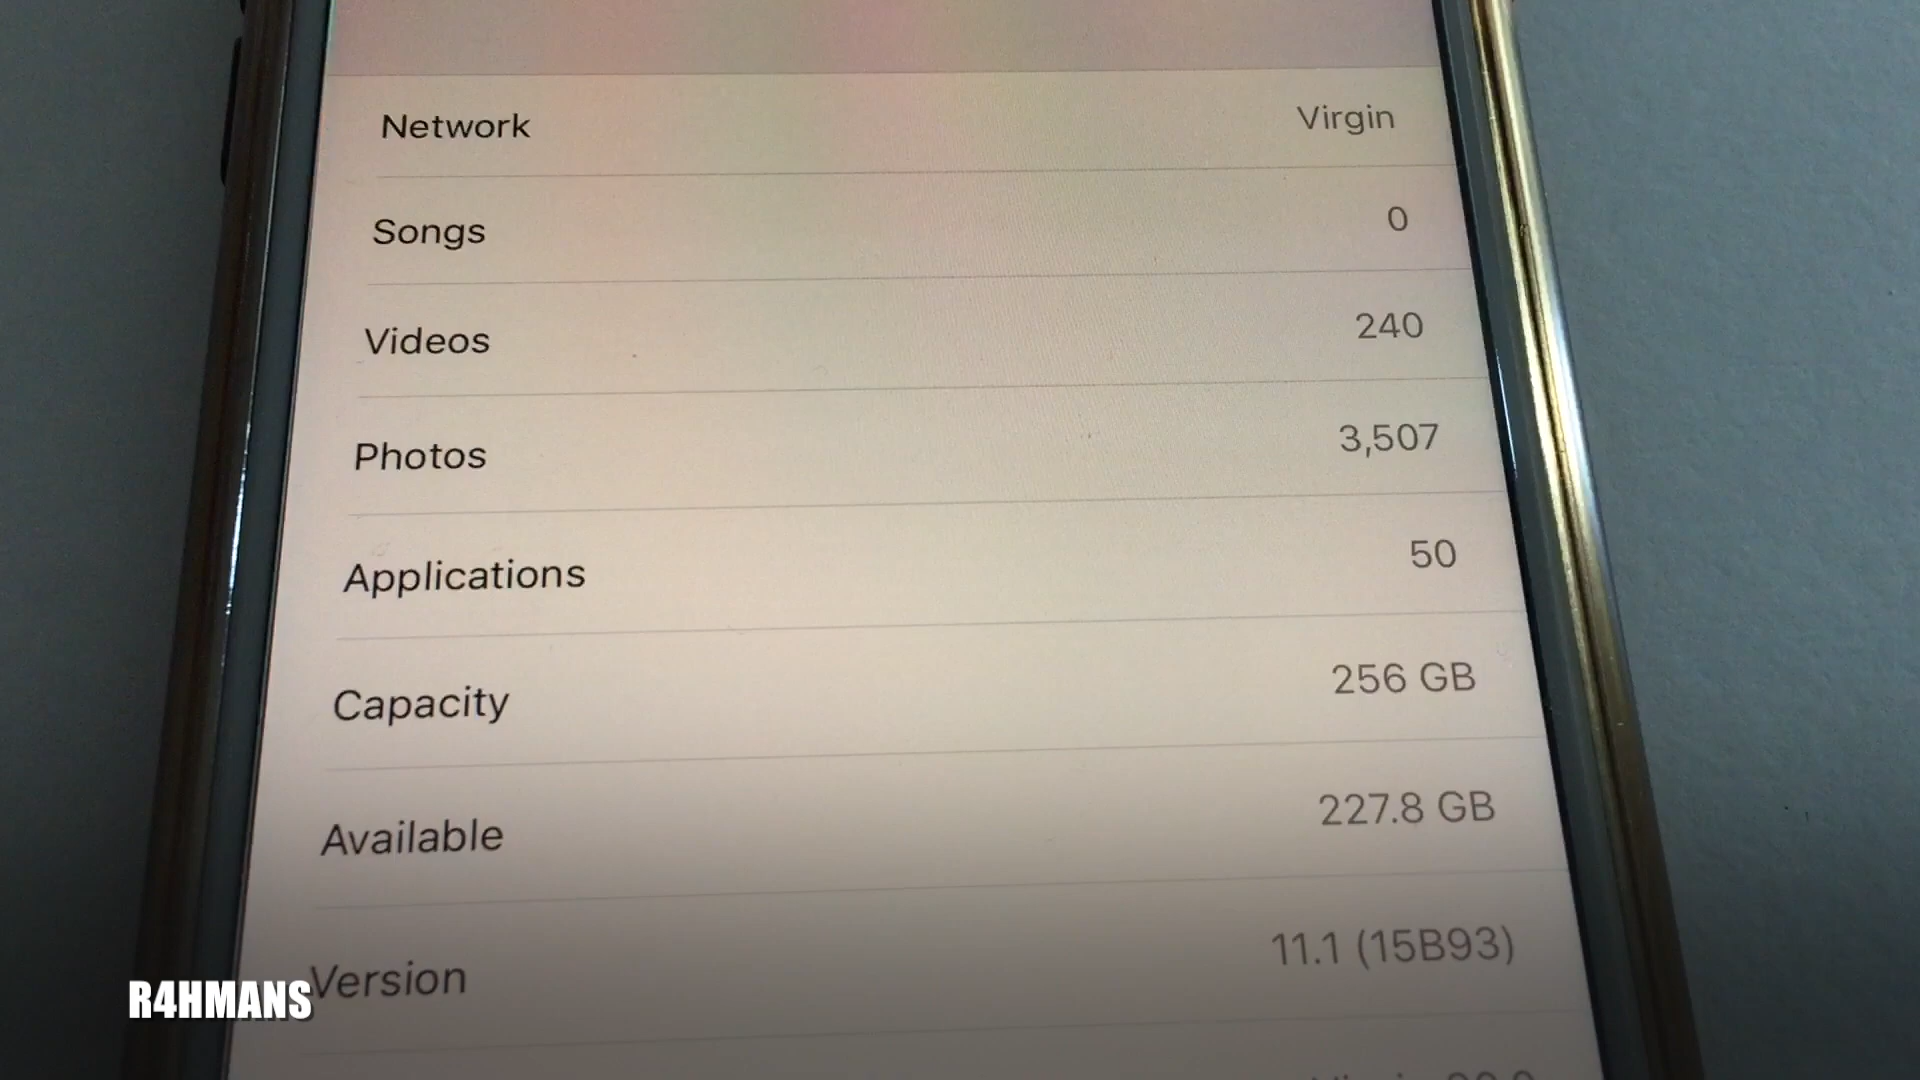 Network Virgin
Songs 0
Videos 240
Photos 3,507
Applications 50
Capacity 256 GB
Available 227.8 GB
Version 11.1 (15B93)
R4HMANS